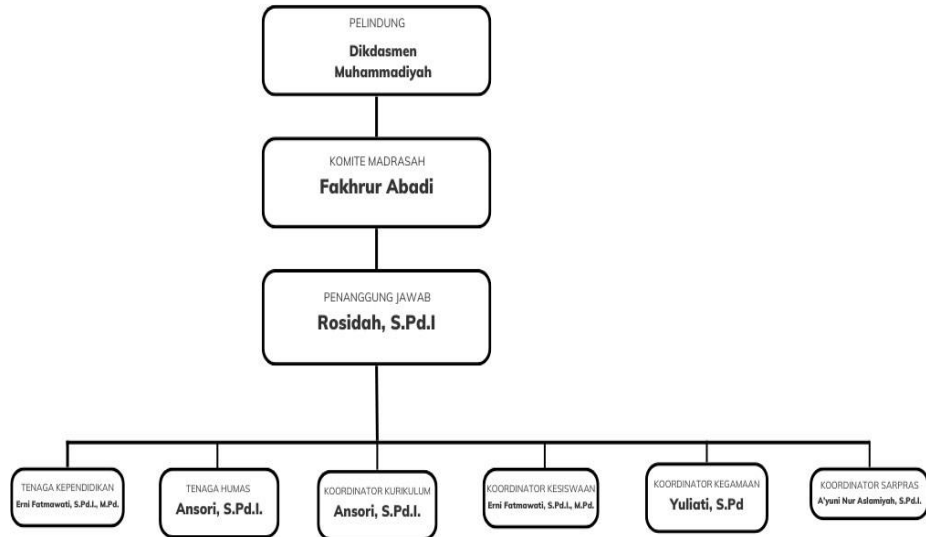 PELINDUNG
Dikdasmen
Muhammadiyah
KOMITE MADRASAH
Fakhrur Abadi
PENANGGUNG JAWAB
Rosidah, S.Pd.I
TENAGA KEPENDIDIKAN
Erni Fatmawati, S.Pd.I., M.Pd.
TENAGA HUMAS
Ansori, S.Pd.I.
KOORDINATOR KURIKULUM
Ansori, S.Pd.I.
KOORDINATOR KESISWAAN
Erni Fatmawati, S.Pd.I., M.Pd.
KOORDINATOR KEGAMAAN
Yuliati, S.Pd
KOORDINATOR SARPRAS
A'yuni Nur Aslamiyah, S.Pd.I.